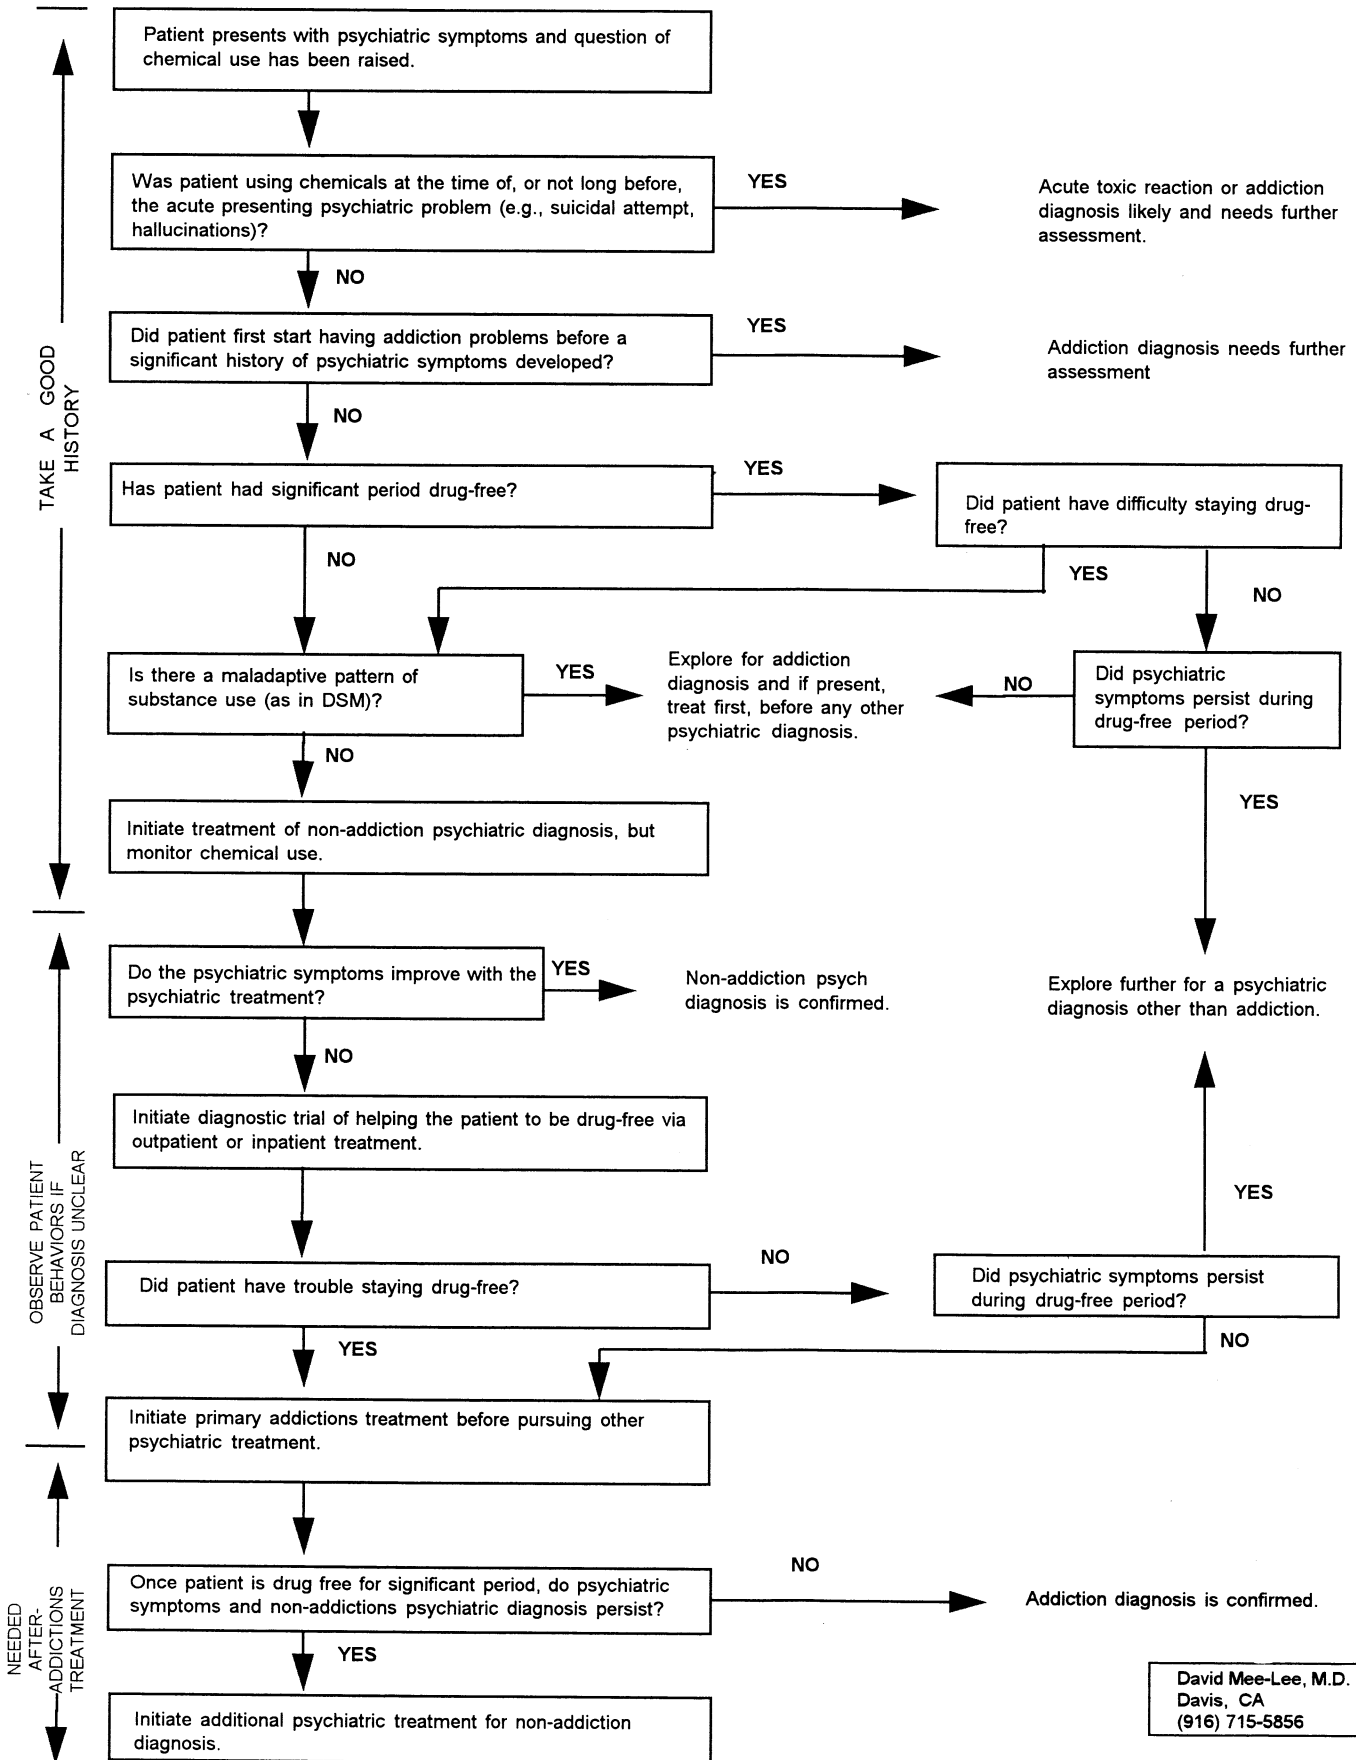 Patient presents with psychiatric symptoms and question of
chemical use has been raised.
Was patient using chemicals at the time of, or not long before,
the acute presenting psychiatric problem (e.g., suicidal attempt,
hallucinations)?
YES
Acute toxic reaction or addiction
diagnosis likely and needs further
assessment.
NO
Did patient first start having addiction problems before a
significant history of psychiatric symptoms developed?
YES
Addiction diagnosis needs further
assessment
NO
TAKE A GOOD
HISTORY
Has patient had significant period drug-free?
YES
Did patient have difficulty staying drug-
free?
NO
YES
NO
Is there a maladaptive pattern of
substance use (as in DSM)?
YES
Explore for addiction
diagnosis and if present,
treat first, before any other
psychiatric diagnosis.
NO
Did psychiatric
symptoms persist during
drug-free period?
NO
YES
Initiate treatment of non-addiction psychiatric diagnosis, but
monitor chemical use.
Do the psychiatric symptoms improve with the
psychiatric treatment?
YES
Non-addiction psych
diagnosis is confirmed.
Explore further for a psychiatric
diagnosis other than addiction.
NO
Initiate diagnostic trial of helping the patient to be drug-free via
outpatient or inpatient treatment.
OBSERVE PATIENT
BEHAVIORS IF
DIAGNOSIS UNCLEAR
YES
Did patient have trouble staying drug-free?
NO
Did psychiatric symptoms persist
during drug-free period?
YES
NO
Initiate primary addictions treatment before pursuing other
psychiatric treatment.
NEEDED
AFTER-
ADDICTIONS
TREATMENT
Once patient is drug free for significant period, do psychiatric
symptoms and non-addictions psychiatric diagnosis persist?
NO
Addiction diagnosis is confirmed.
YES
Initiate additional psychiatric treatment for non-addiction
diagnosis.
David Mee-Lee, M.D.
Davis, CA
(916) 715-5856